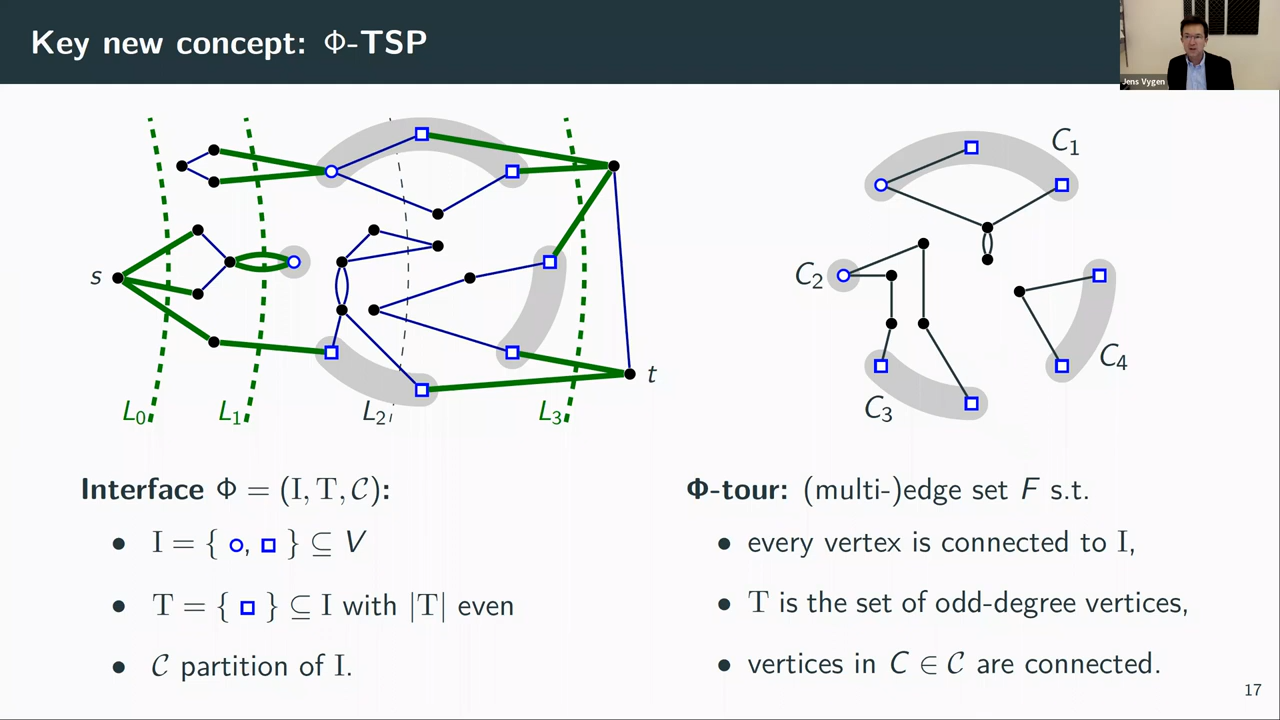 Key new concept: Φ-TSP
Jens Vygen
s
t
L₀
L₁
L₂
L₃
C₁
C₂
C₃
C₄
Interface Φ = (I, T, 𝒞):
• I = { ○, □ } ⊆ V
• T = { □ } ⊆ I with |T| even
• 𝒞 partition of I.
Φ-tour: (multi-)edge set F s.t.
• every vertex is connected to I,
• T is the set of odd-degree vertices,
• vertices in C ∈ 𝒞 are connected.
17